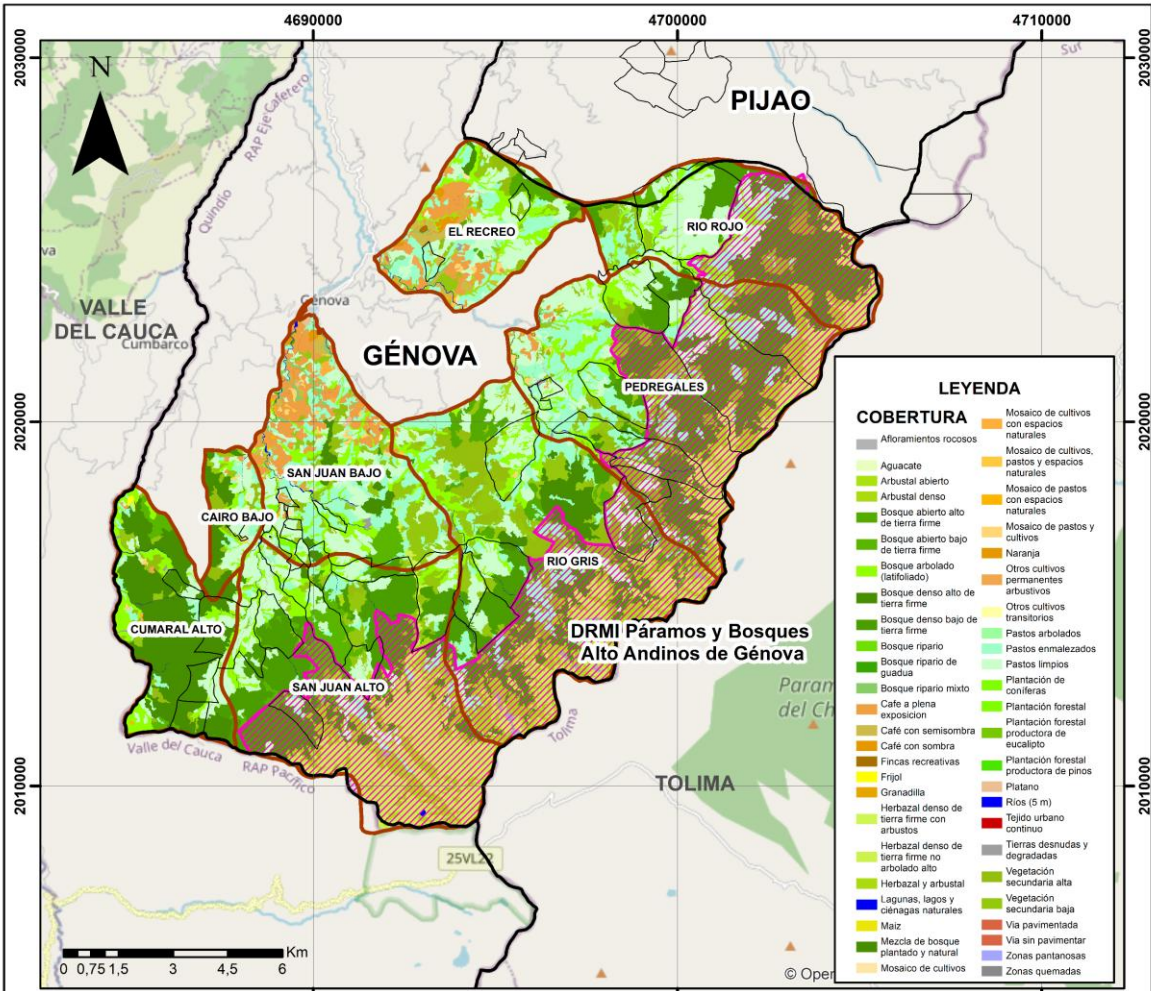 4690000
4700000
4710000
2030000
2030000
N
PIJAO
RAP Eje Cafetero
Quindío
Sur
EL RECREO
RIO ROJO
VALLE
DEL CAUCA
Génova
Cumbarco
GÉNOVA
PEDREGALES
2020000
2020000
SAN JUAN BAJO
CAIRO BAJO
RIO GRIS
CUMARAL ALTO
DRMI Páramos y Bosques
Alto Andinos de Génova
SAN JUAN ALTO
Param
del Ch
Tolima
Valle del Cauca
RAP Pacífico
TOLIMA
2010000
2010000
25VL22
Km
0 0,75 1,5 3 4,5 6
© Oper
LEYENDA
COBERTURA
Afloramientos rocosos
Aguacate
Arbustal abierto
Arbustal denso
Bosque abierto alto
de tierra firme
Bosque abierto bajo
de tierra firme
Bosque arbolado
(latifoliado)
Bosque denso alto de
tierra firme
Bosque denso bajo de
tierra firme
Bosque ripario
Bosque ripario de
guadua
Bosque ripario mixto
Cafe a plena
exposicion
Café con semisombra
Café con sombra
Fincas recreativas
Frijol
Granadilla
Herbazal denso de
tierra firme con
arbustos
Herbazal denso de
tierra firme no
arbolado alto
Herbazal y arbustal
Lagunas, lagos y
ciénagas naturales
Maiz
Mezcla de bosque
plantado y natural
Mosaico de cultivos
Mosaico de cultivos
con espacios
naturales
Mosaico de cultivos,
pastos y espacios
naturales
Mosaico de pastos
con espacios
naturales
Mosaico de pastos y
cultivos
Naranja
Otros cultivos
permanentes
arbustivos
Otros cultivos
transitorios
Pastos arbolados
Pastos enmalezados
Pastos limpios
Plantación de
coníferas
Plantación forestal
Plantación forestal
productora de
eucalipto
Plantación forestal
productora de pinos
Platano
Ríos (5 m)
Tejido urbano
continuo
Tierras desnudas y
degradadas
Vegetación
secundaria alta
Vegetación
secundaria baja
Via pavimentada
Via sin pavimentar
Zonas pantanosas
Zonas quemadas